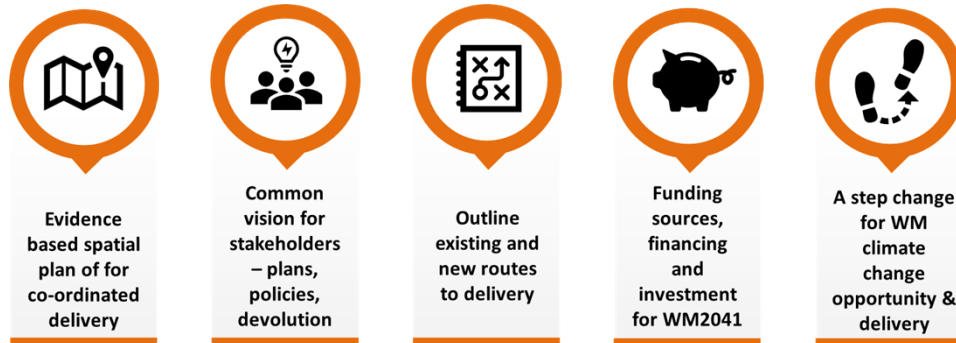 Evidence
based spatial
plan of for
co-ordinated
delivery
Common
vision for
stakeholders
– plans,
policies,
devolution
Outline
existing and
new routes
to delivery
Funding
sources,
financing
and
investment
for WM2041
A step change
for WM
climate
change
opportunity &
delivery